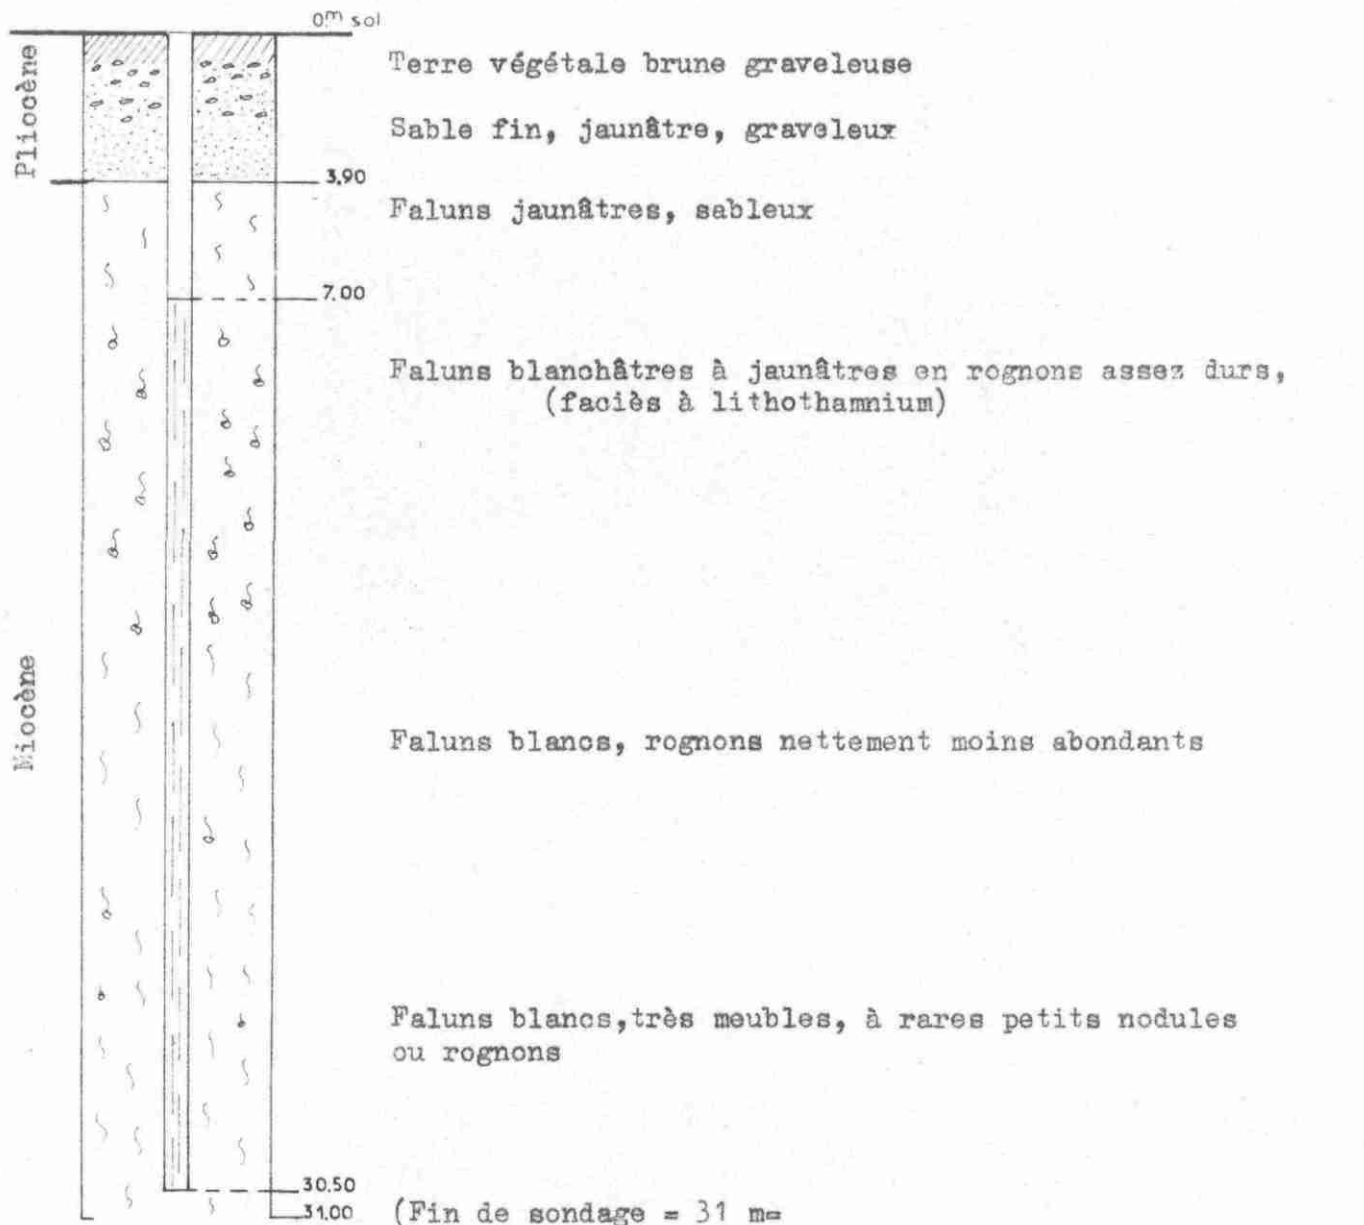 0m sol
Pliocène
Terre végétale brune graveleuse
Sable fin, jaunâtre, graveleux
3,90
Faluns jaunâtres, sableux
7.00
Faluns blanchâtres à jaunâtres en rognons assez durs,
(faciès à lithothamnium)
Miocène
Faluns blancs, rognons nettement moins abondants
Faluns blancs,très meubles, à rares petits nodules
ou rognons
30.50
31.00
(Fin de sondage = 31 m=